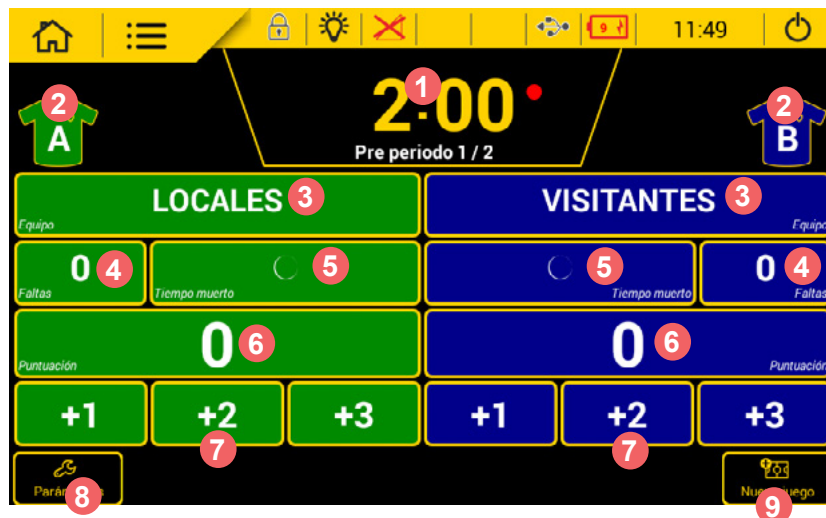 11:49
1
2:00
2
A
2
B
Pre periodo 1 / 2
LOCALES 3
Equipo
VISITANTES 3
Equipo
0 4
Faltas
5
Tiempo muerto
5
Tiempo muerto
0 4
Faltas
0 6
Puntuación
0 6
Puntuación
+1 +2 +3 +1 +2 +3
7 7
8
9